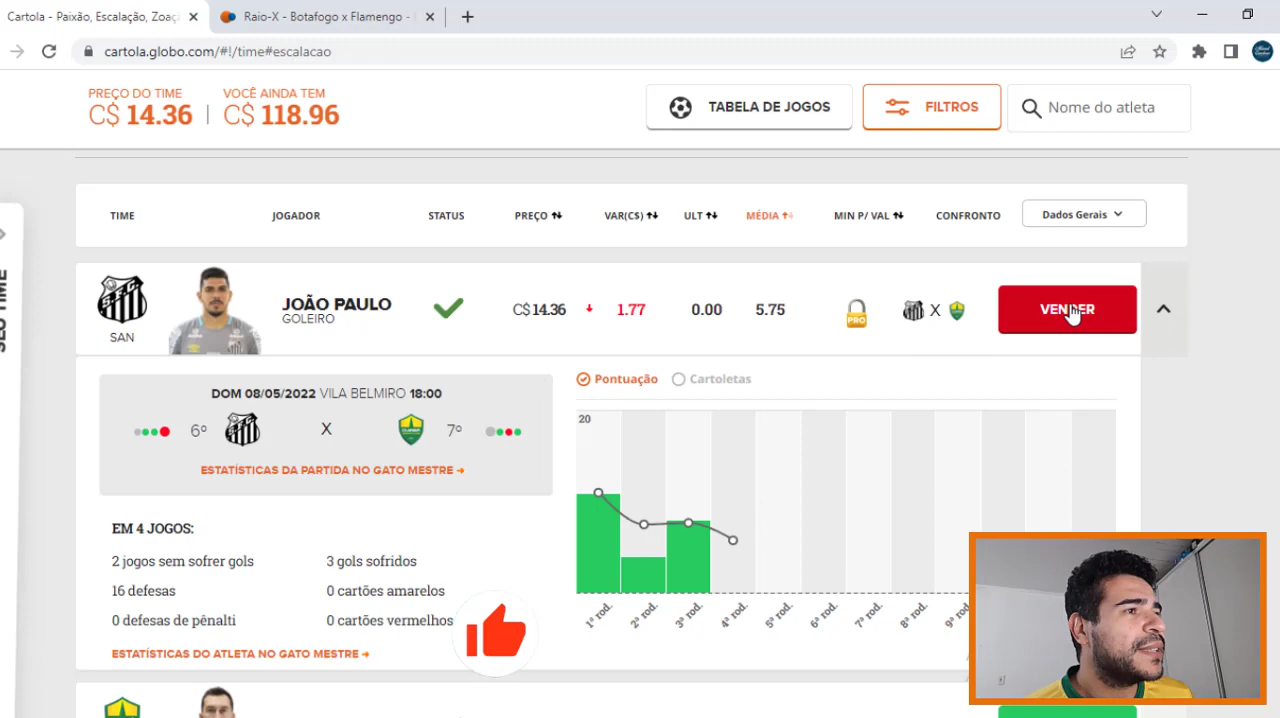 Cartola - Paixão, Escalação, Zoaç
Raio-X - Botafogo x Flamengo -
cartola.globo.com/#!/time#escalacao
PREÇO DO TIME
C$ 14.36
VOCÊ AINDA TEM
C$ 118.96
TABELA DE JOGOS
FILTROS
Nome do atleta
SEU TIME
TIME JOGADOR STATUS PREÇO VAR(C$) ULT MÉDIA MIN P/ VAL CONFRONTO Dados Gerais
SAN
JOÃO PAULO
GOLEIRO
C$ 14.36 1.77 0.00 5.75 PRO X VENDER
DOM 08/05/2022 VILA BELMIRO 18:00
6º X 7º
ESTATÍSTICAS DA PARTIDA NO GATO MESTRE
EM 4 JOGOS:
2 jogos sem sofrer gols 3 gols sofridos
16 defesas 0 cartões amarelos
0 defesas de pênalti 0 cartões vermelhos
ESTATÍSTICAS DO ATLETA NO GATO MESTRE
Pontuação Cartoletas
20
1ª rod. 2ª rod. 3ª rod. 4ª rod. 5ª rod. 6ª rod. 7ª rod. 8ª rod. 9ª rod.